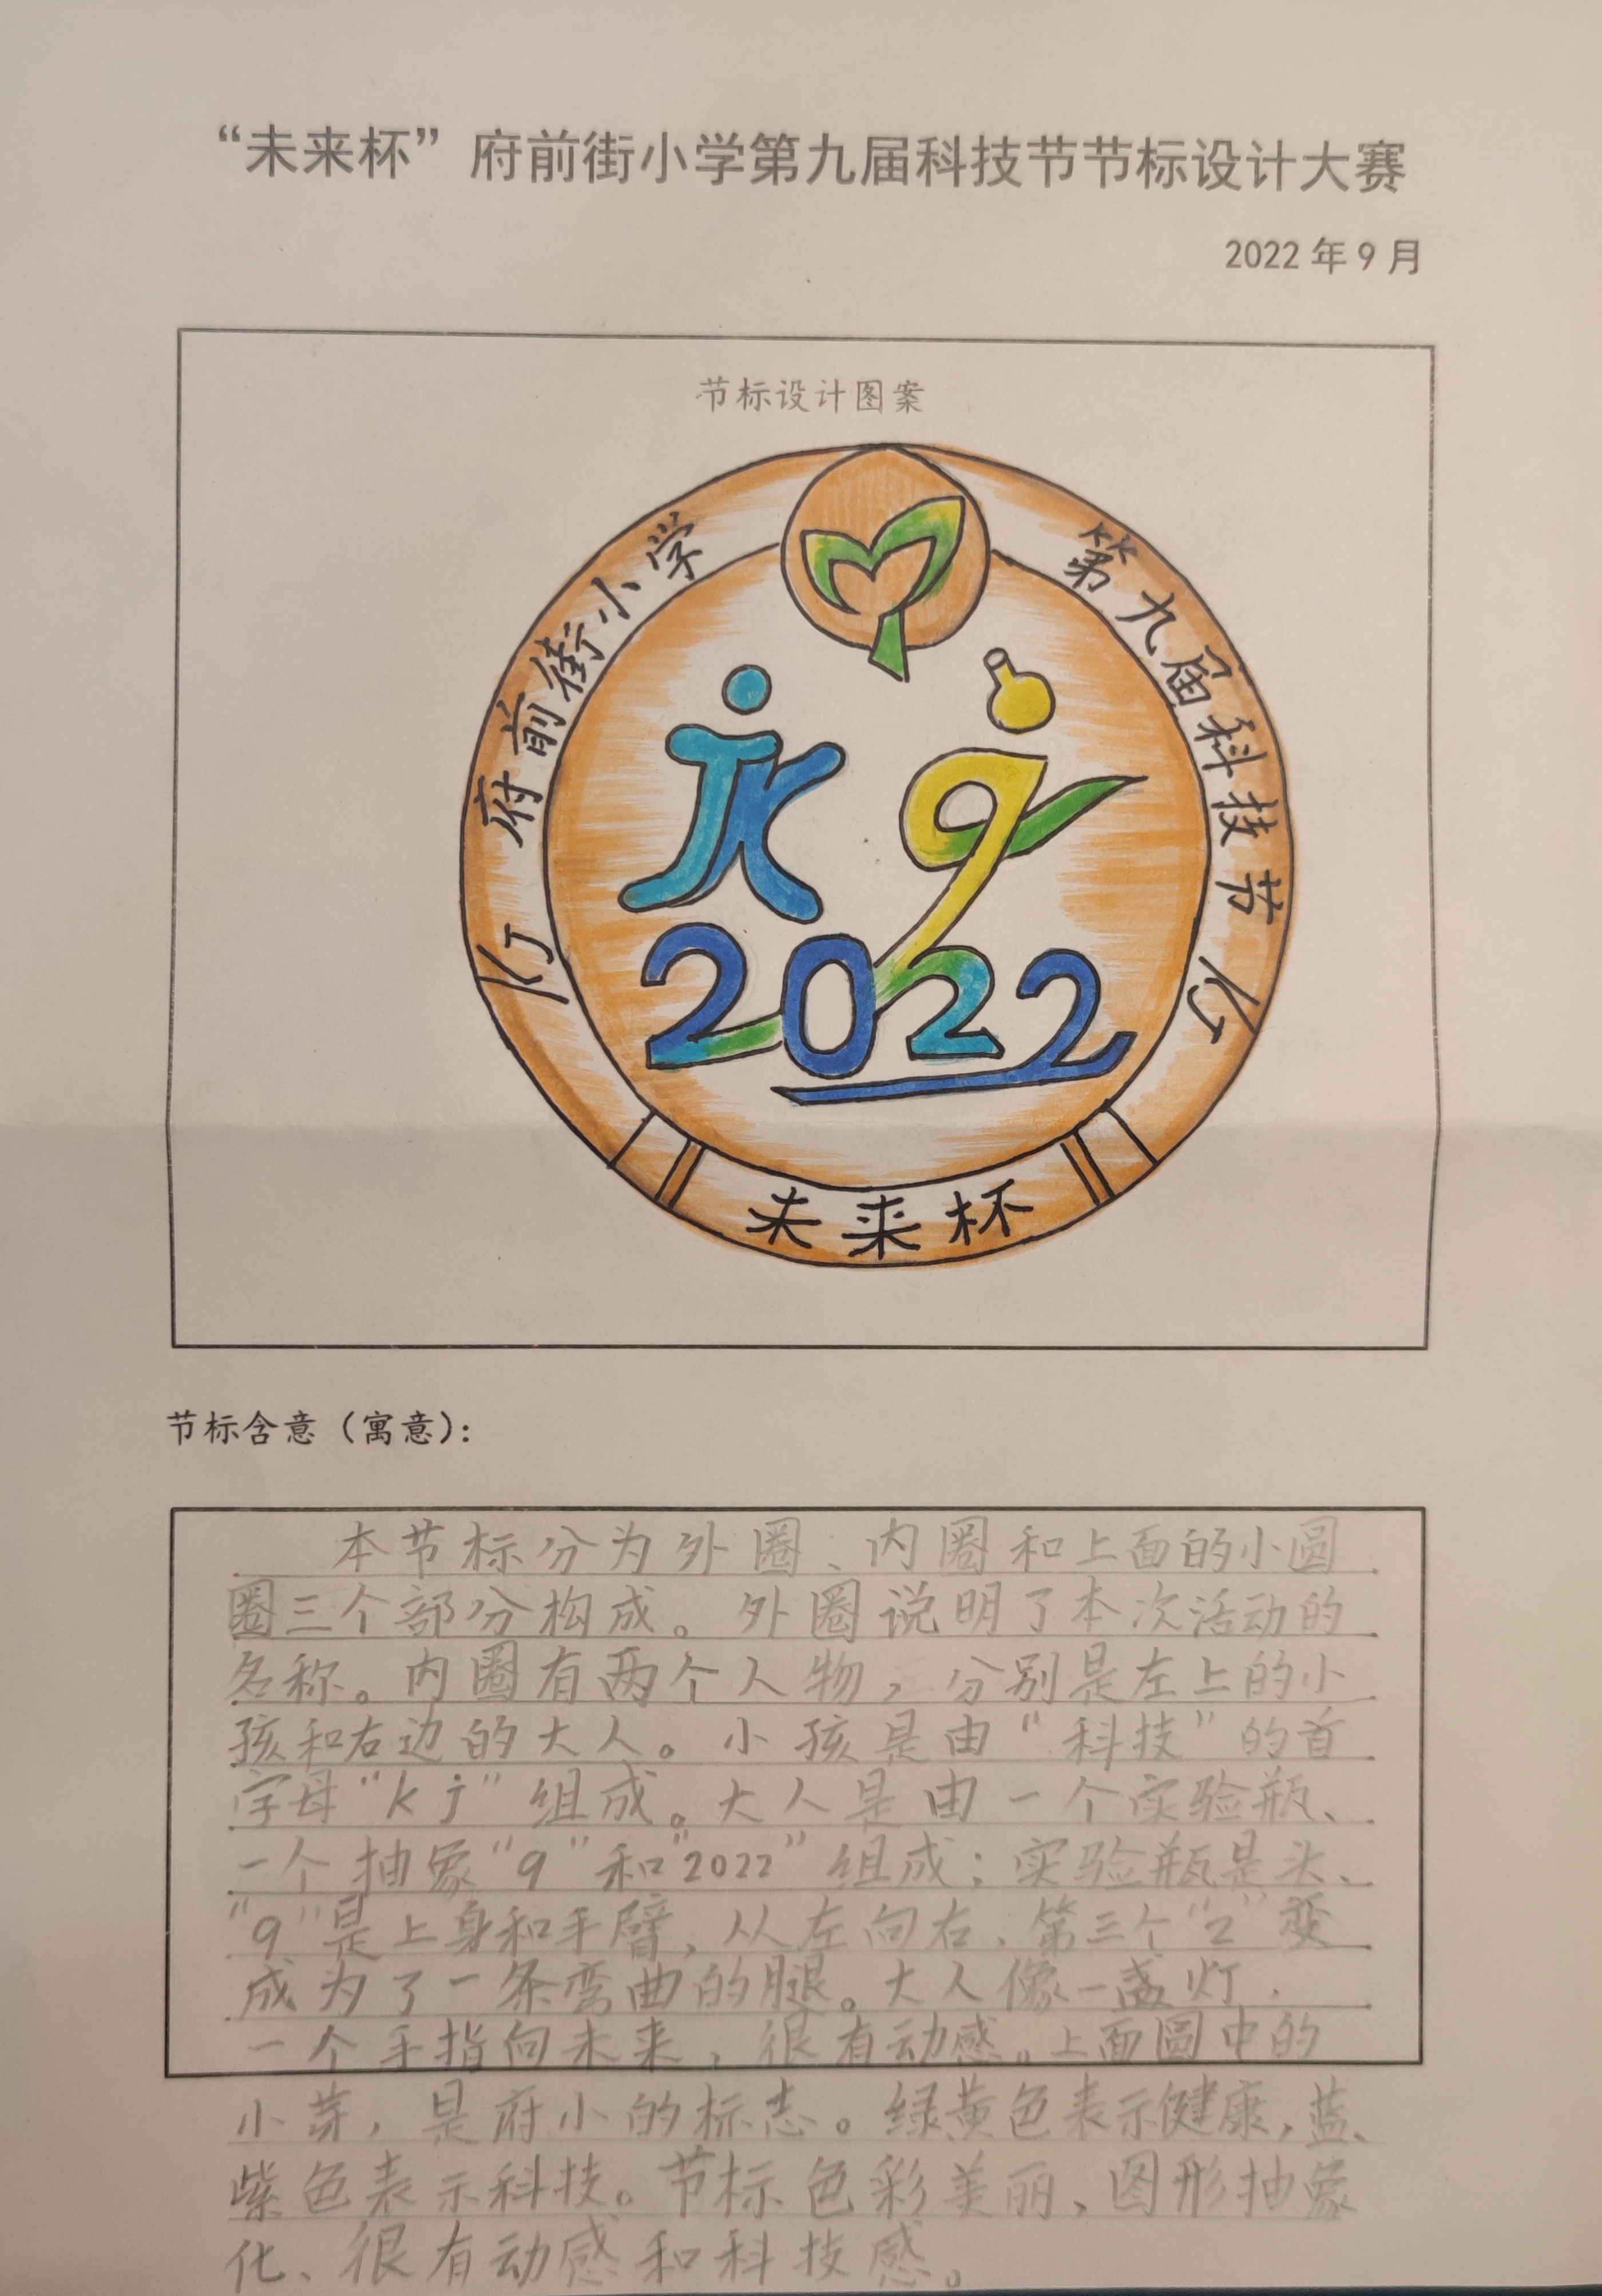 “未来杯”府前街小学第九届科技节节标设计大赛
2022年9月
节标设计图案
府前街小学
第九届科技节
jk 9
2022
未来杯
节标含意（寓意）：
本节标分为外圈、内圈和上面的小圆
圈三个部分构成。外圈说明了本次活动的
名称。内圈有两个人物，分别是左上的小
孩和右边的大人。小孩是由“科技”的首
字母“kj”组成。大人是由一个实验瓶、
一个抽象“9”和“2022”组成；实验瓶是头、
“9”是上身和手臂，从左向右，第三个“2”变
成为了一条弯曲的腿。大人像一盏灯，
一个手指向未来，很有动感。上面圆中的
小芽，是府小的标志。绿黄色表示健康，蓝、
紫色表示科技。节标色彩美丽、图形抽象
化、很有动感和科技感。